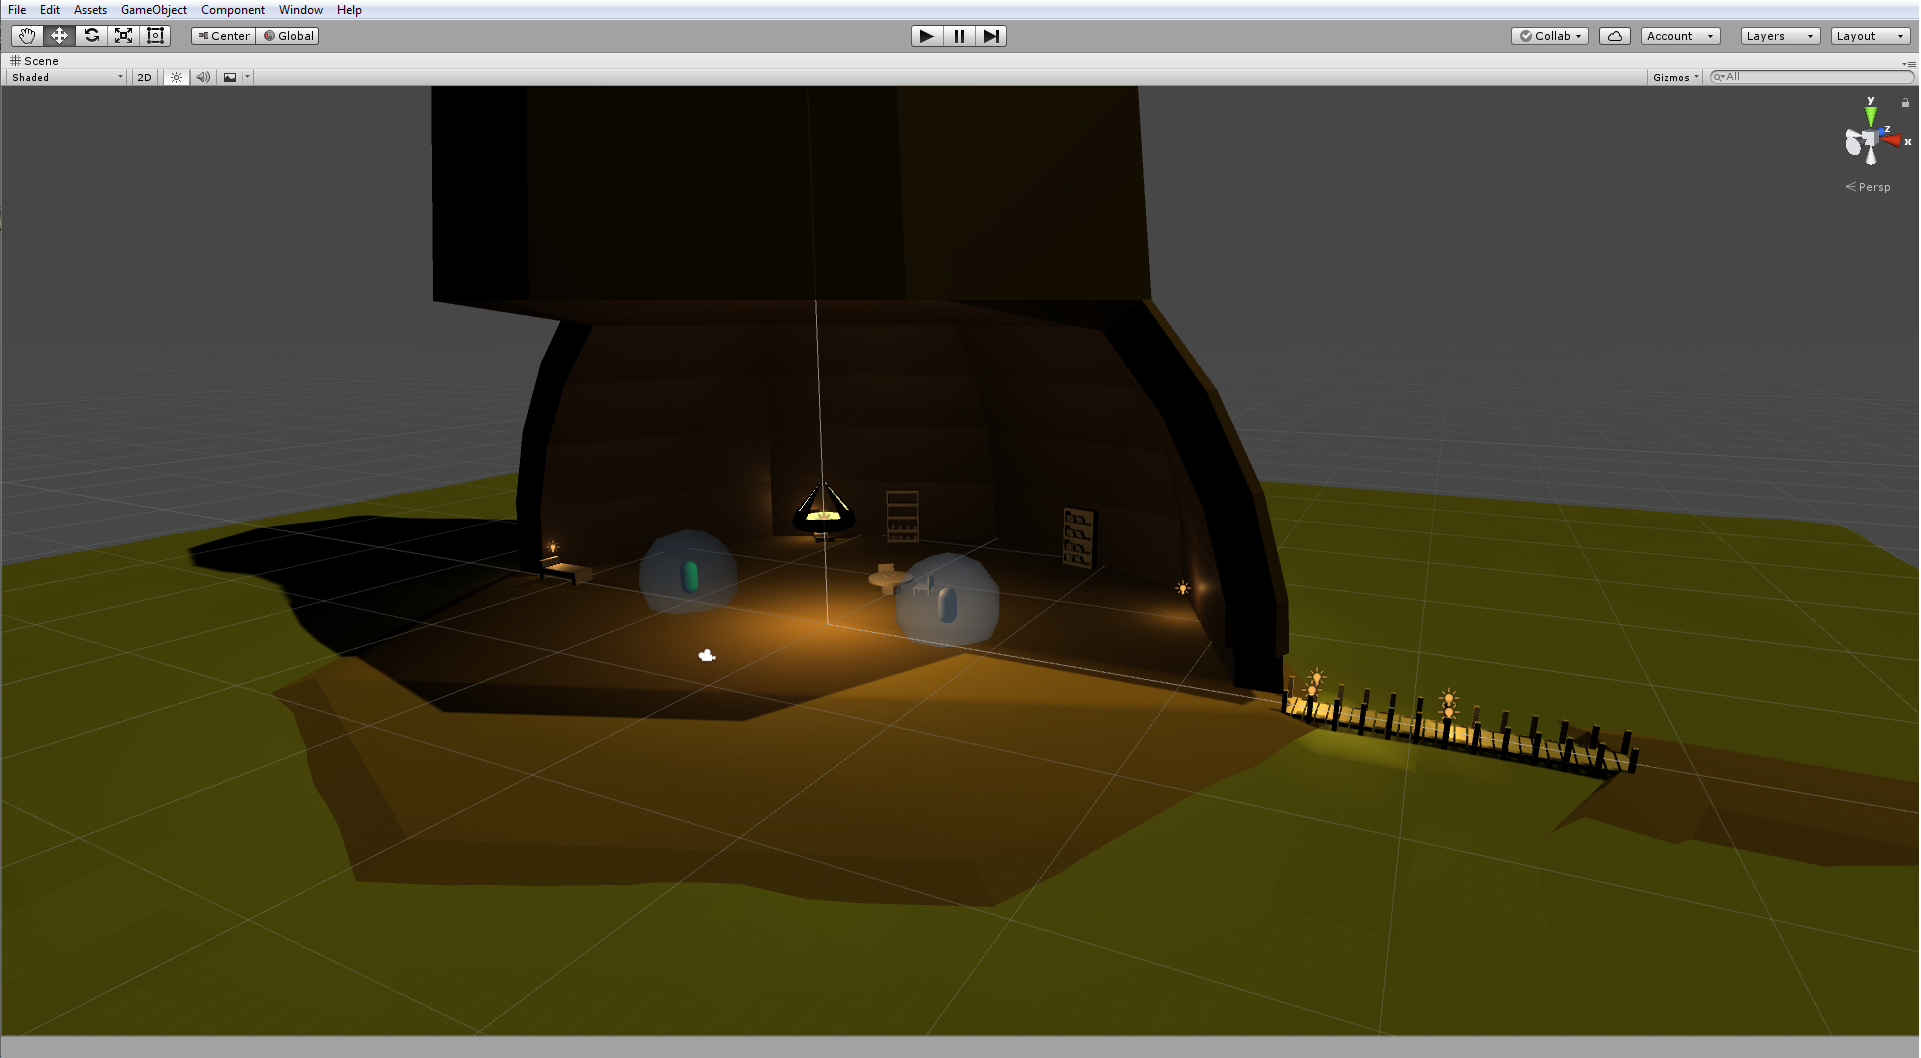 File Edit Assets GameObject Component Window Help
Center Global Collab Account Layers Layout
Scene
Shaded 2D Gizmos All
y
z
x
Persp